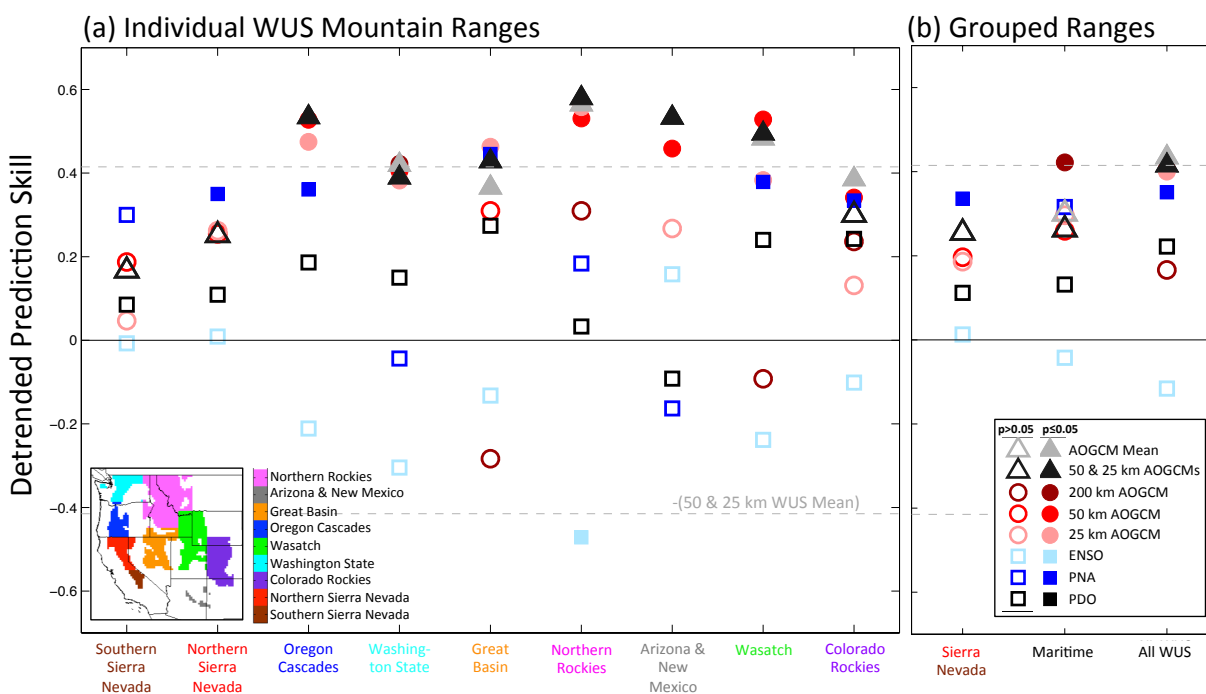 (a) Individual WUS Mountain Ranges
(b) Grouped Ranges
Detrended Prediction Skill
0.6
0.4
0.2
0
−0.2
−0.4
−0.6
-(50 & 25 km WUS Mean)
Northern Rockies
Arizona & New Mexico
Great Basin
Oregon Cascades
Wasatch
Washington State
Colorado Rockies
Northern Sierra Nevada
Southern Sierra Nevada
p>0.05 p≤0.05
AOGCM Mean
50 & 25 km AOGCMs
200 km AOGCM
50 km AOGCM
25 km AOGCM
ENSO
PNA
PDO
Southern
Sierra
Nevada
Northern
Sierra
Nevada
Oregon
Cascades
Washing-
ton State
Great
Basin
Northern
Rockies
Arizona &
New
Mexico
Wasatch
Colorado
Rockies
Sierra
Nevada
Maritime
All WUS